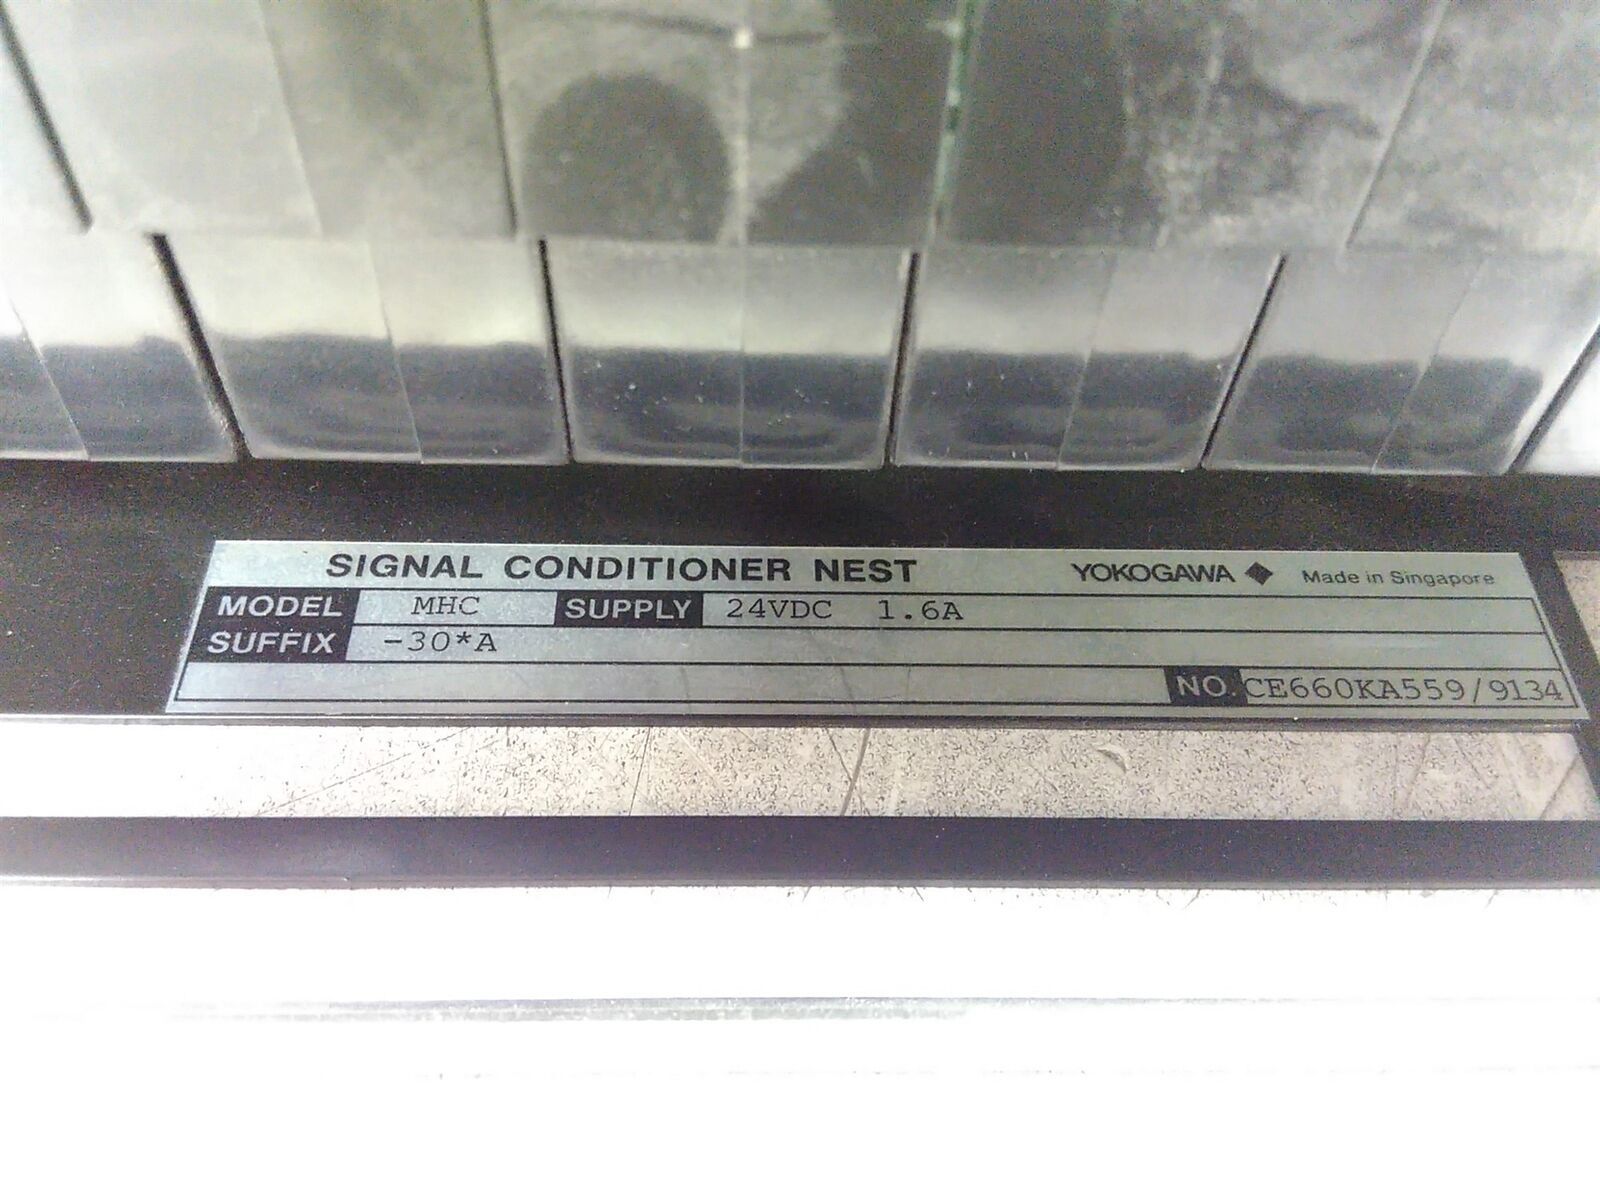 SIGNAL CONDITIONER NEST YOKOGAWA Made in Singapore
MODEL MHC SUPPLY 24VDC 1.6A
SUFFIX -30*A
NO. CE660KA559/9134